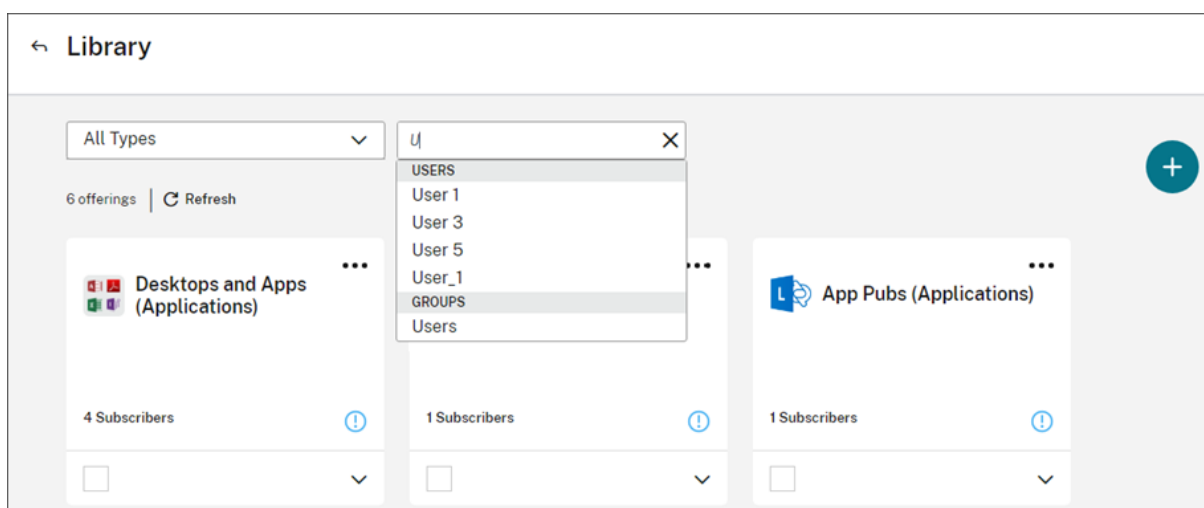 Library
All Types
U
USERS
User 1
User 3
User 5
User_1
GROUPS
Users
6 offerings
Refresh
Desktops and Apps
(Applications)
4 Subscribers
1 Subscribers
L
App Pubs (Applications)
1 Subscribers